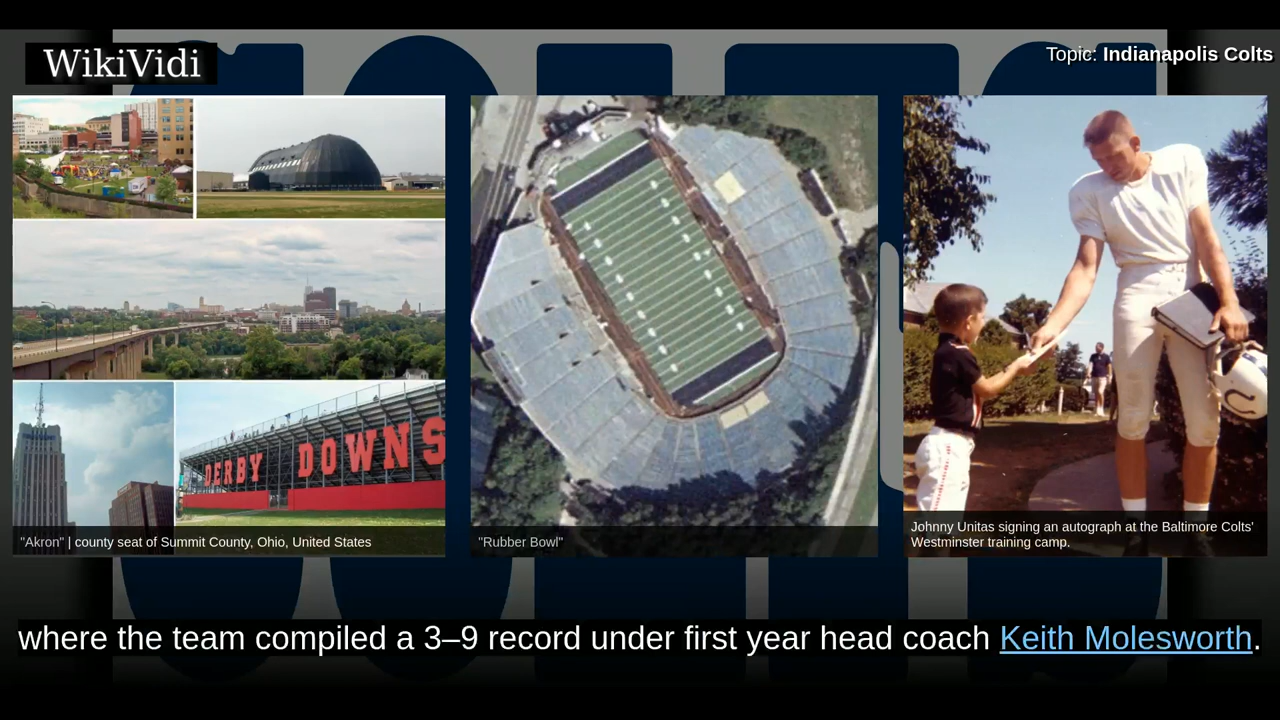 WikiVidi
Topic: Indianapolis Colts
DERBY DOWNS
"Akron" | county seat of Summit County, Ohio, United States
"Rubber Bowl"
Johnny Unitas signing an autograph at the Baltimore Colts'
Westminster training camp.
where the team compiled a 3–9 record under first year head coach Keith Molesworth.